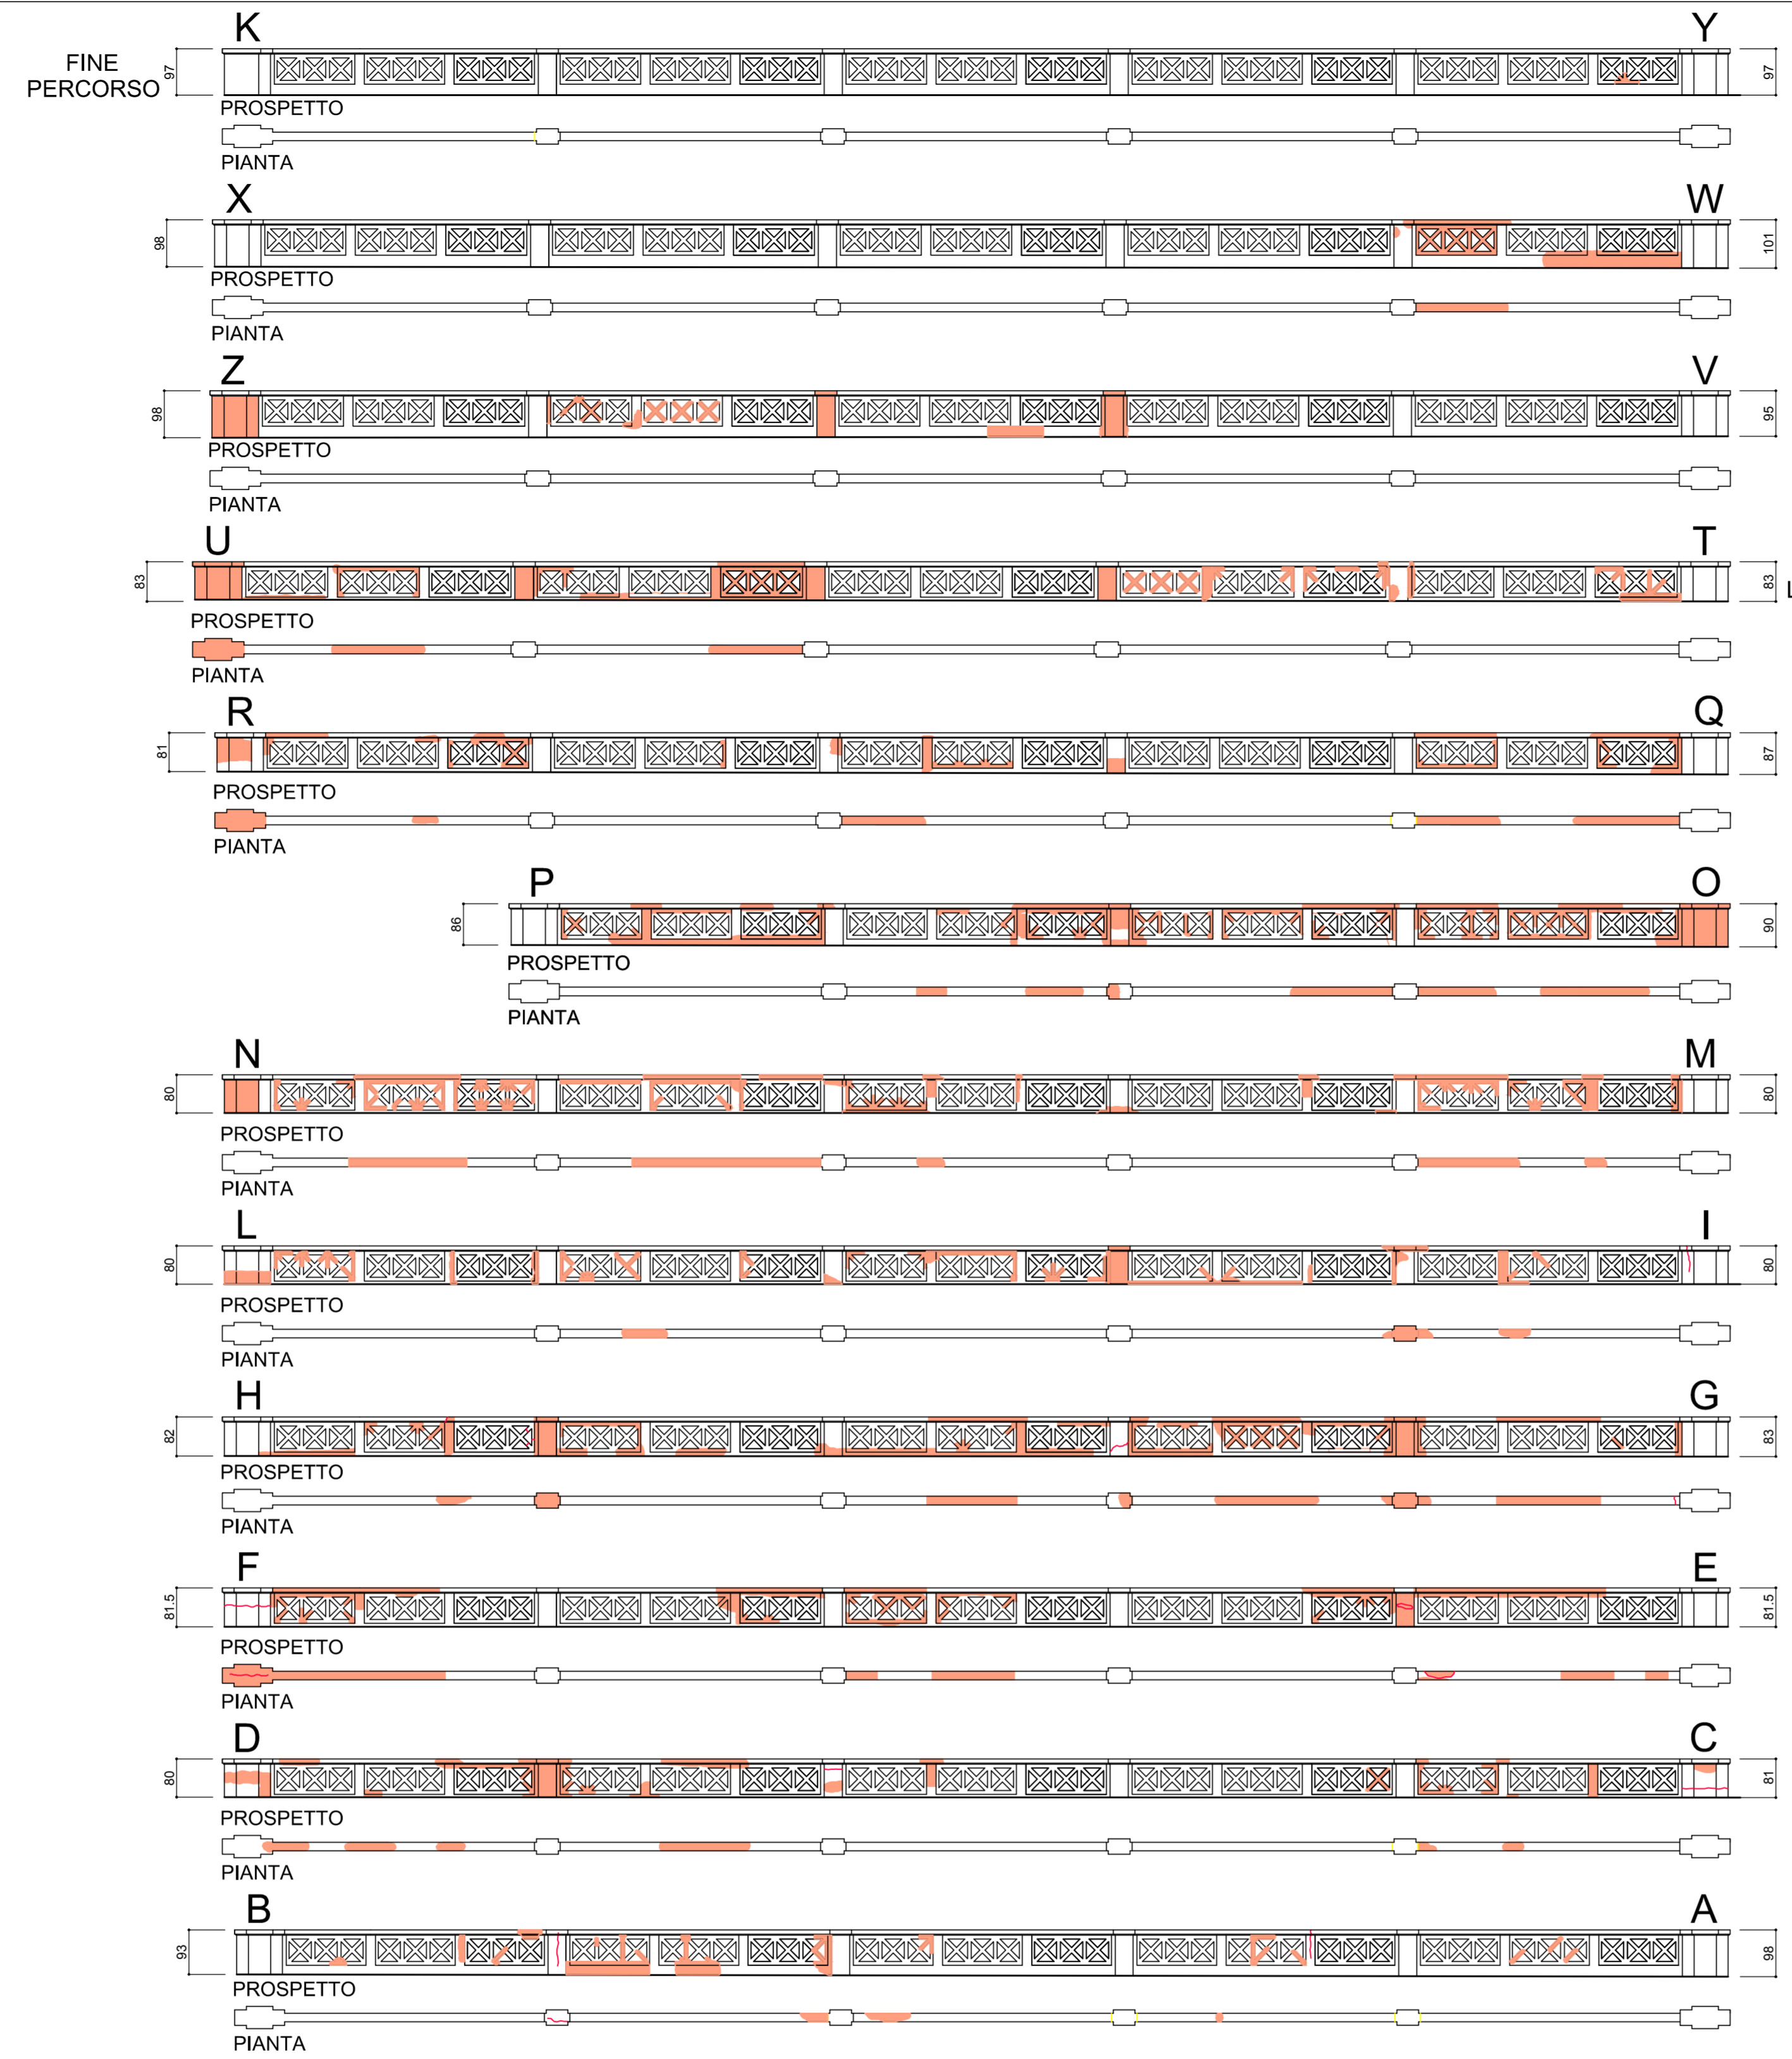 K Y
FINE
PERCORSO
97 97
PROSPETTO
PIANTA
X W
98 101
PROSPETTO
PIANTA
Z V
98 95
PROSPETTO
PIANTA
U T
83 83
PROSPETTO
PIANTA
R Q
81 87
PROSPETTO
PIANTA
P O
86 90
PROSPETTO
PIANTA
N M
80 80
PROSPETTO
PIANTA
L I
80 80
PROSPETTO
PIANTA
H G
82 83
PROSPETTO
PIANTA
F E
81.5 81.5
PROSPETTO
PIANTA
D C
80 81
PROSPETTO
PIANTA
B A
93 98
PROSPETTO
PIANTA